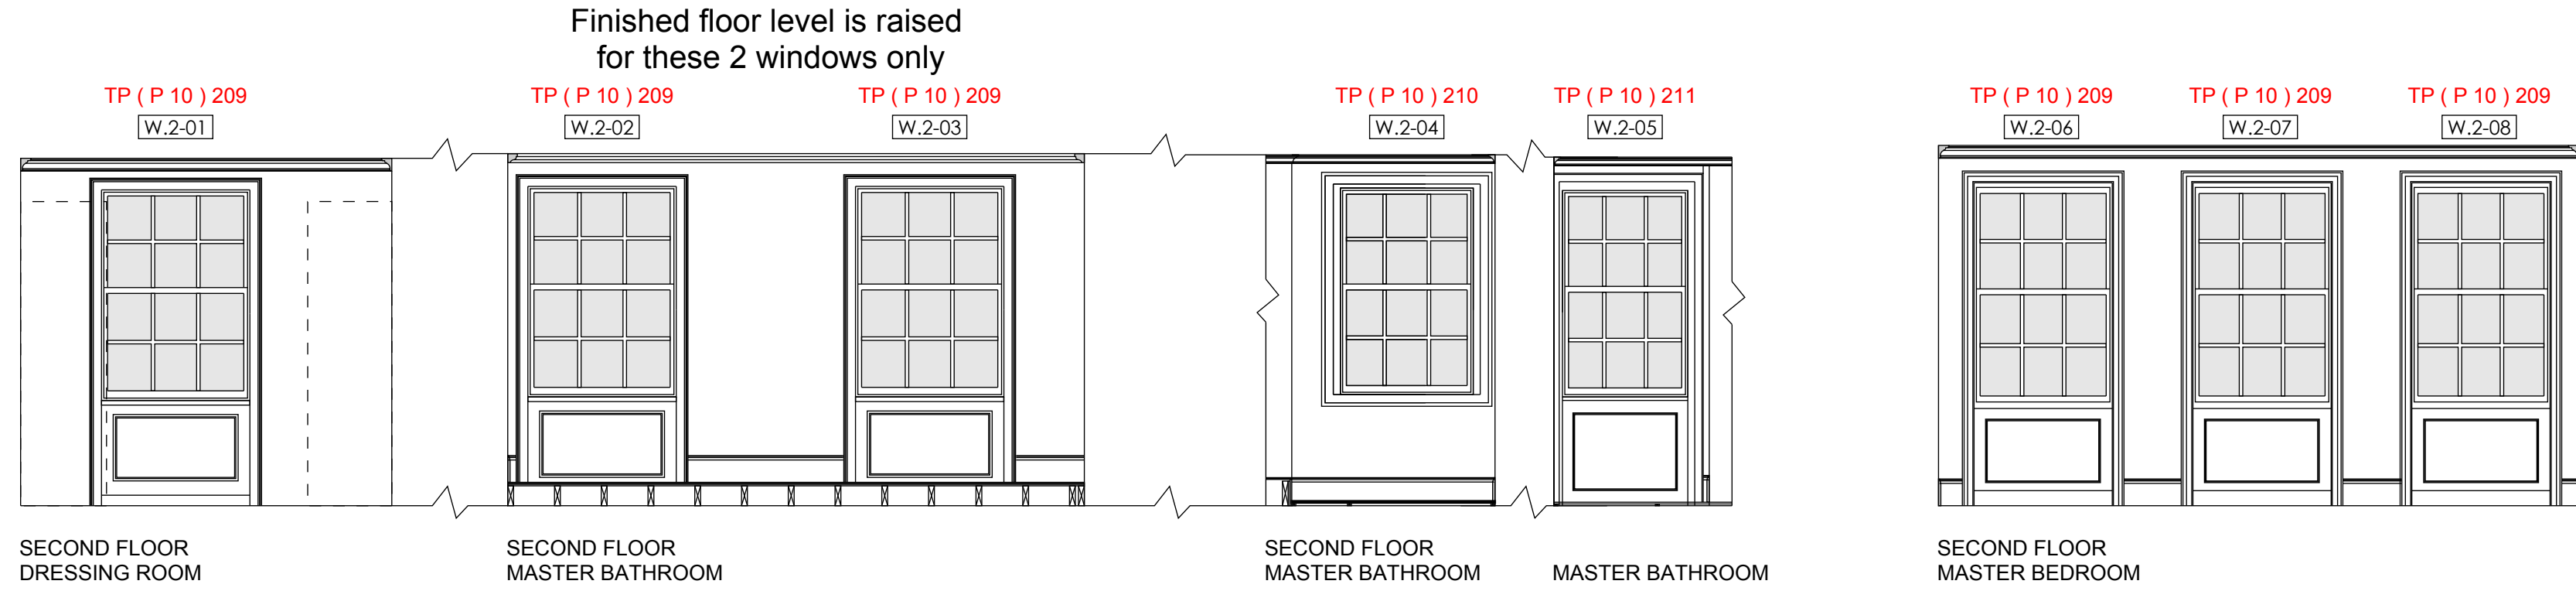 Finished floor level is raised
for these 2 windows only
TP ( P 10 ) 209
TP ( P 10 ) 209
TP ( P 10 ) 209
TP ( P 10 ) 210
TP ( P 10 ) 211
TP ( P 10 ) 209
TP ( P 10 ) 209
TP ( P 10 ) 209
W.2-01
W.2-02
W.2-03
W.2-04
W.2-05
W.2-06
W.2-07
W.2-08
SECOND FLOOR
DRESSING ROOM
SECOND FLOOR
MASTER BATHROOM
SECOND FLOOR
MASTER BATHROOM
MASTER BATHROOM
SECOND FLOOR
MASTER BEDROOM